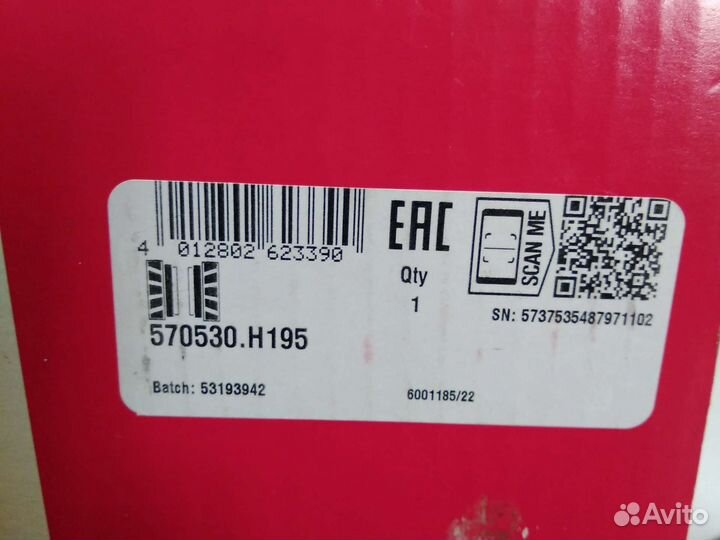 4 012802 623390
EAC
SCAN ME
Qty
1
SN: 5737535487971102
570530.H195
Batch: 53193942
6001185/22
Avito